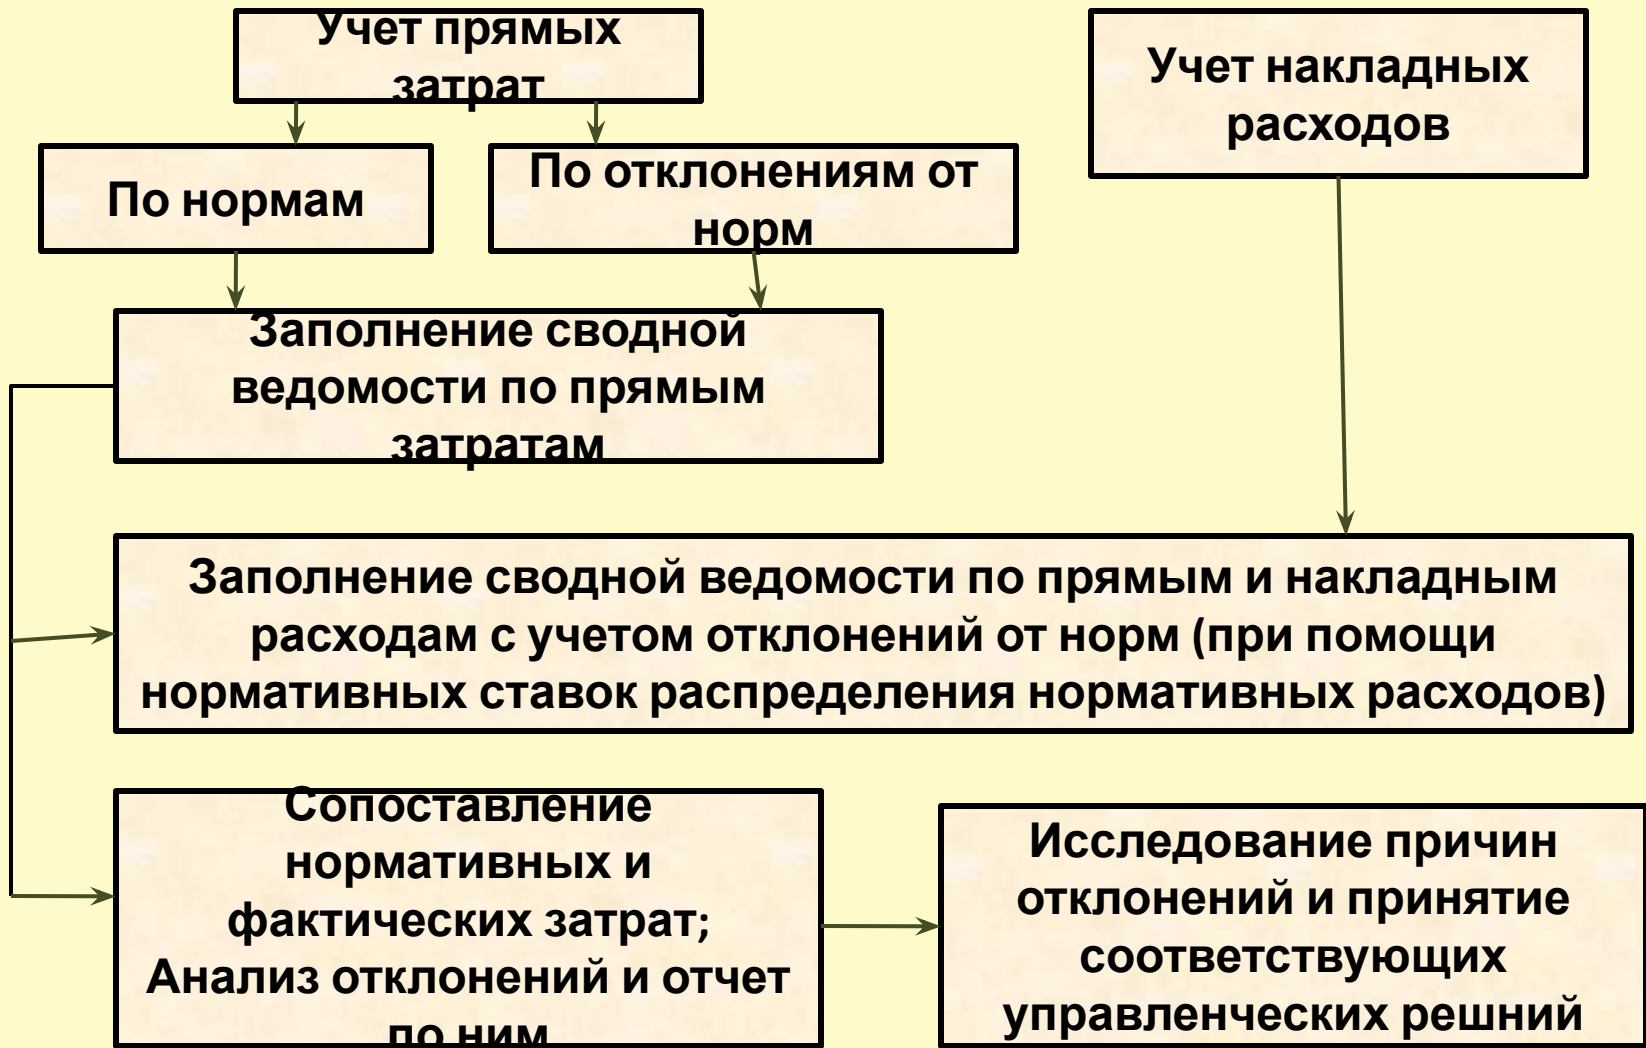 Учет прямых
затрат
Учет накладных
расходов
По нормам
По отклонениям от
норм
Заполнение сводной
ведомости по прямым
затратам
Заполнение сводной ведомости по прямым и накладным
расходам с учетом отклонений от норм (при помощи
нормативных ставок распределения нормативных расходов)
Сопоставление
нормативных и
фактических затрат;
Анализ отклонений и отчет
по ним
Исследование причин
отклонений и принятие
соответствующих
управленческих решний